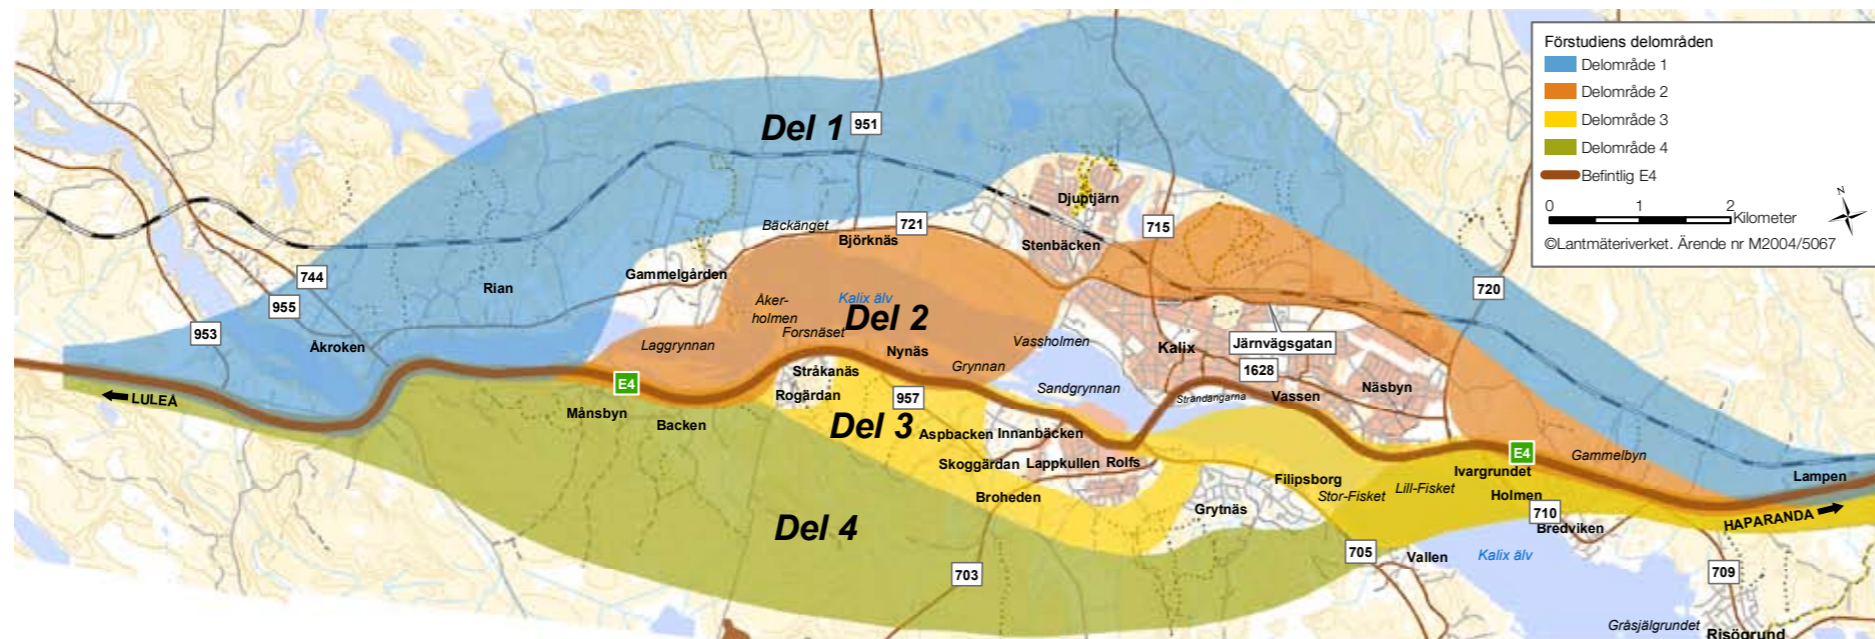 Förstudiens delområden
Delområde 1
Delområde 2
Delområde 3
Delområde 4
Befintlig E4
N
0 1 2 Kilometer
©Lantmäteriverket. Ärende nr M2004/5067
Del 1
951
Djuptjärn
Bäckänget
721
715
Björknäs
Stenbäcken
Gammelgården
744
Rian
720
955
Åker-
holmen
Kalix älv
Del 2
953
Forsnäset
Åkroken
Laggrynnan
Vassholmen
Kalix
Järnvägsgatan
Nynäs
Grynnan
Stråkanäs
1628
E4
Sandgrynnan
Näsbyn
LULEÅ
Rogärdan
957
Strandängarna
Vassen
Månsbyn
Backen
Del 3
Aspbacken
Innanbäcken
E4
Gammelbyn
Skoggärdan
Lappkullen
Rolfs
Ivargrundet
Lampen
Filipsborg
Lill-Fisket
Broheden
Stor-Fisket
Holmen
Grytnäs
710
HAPARANDA
Del 4
Bredviken
705
Vallen
Kalix älv
703
709
Gråsjälgrundet
Risögrund